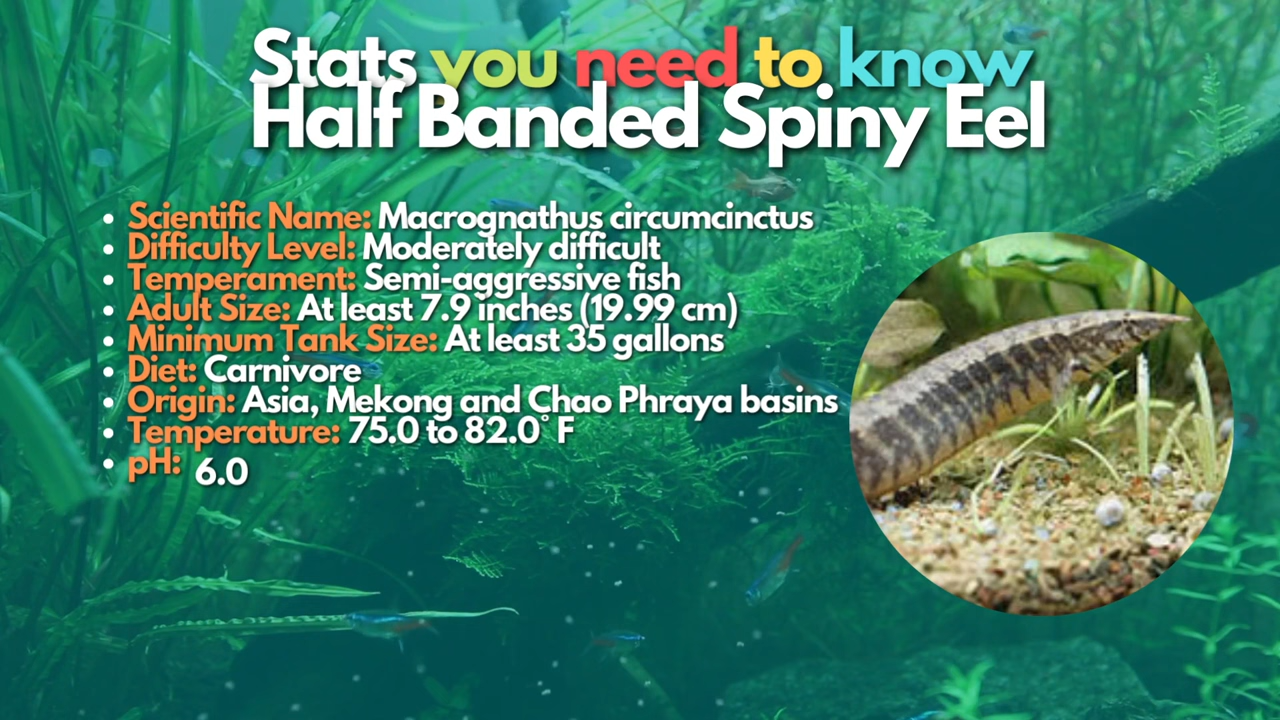 Stats you need to know
Half Banded Spiny Eel
• Scientific Name: Macrognathus circumcinctus
• Difficulty Level: Moderately difficult
• Temperament: Semi-aggressive fish
• Adult Size: At least 7.9 inches (19.99 cm)
• Minimum Tank Size: At least 35 gallons
• Diet: Carnivore
• Origin: Asia, Mekong and Chao Phraya basins
• Temperature: 75.0 to 82.0° F
• pH: 6.0